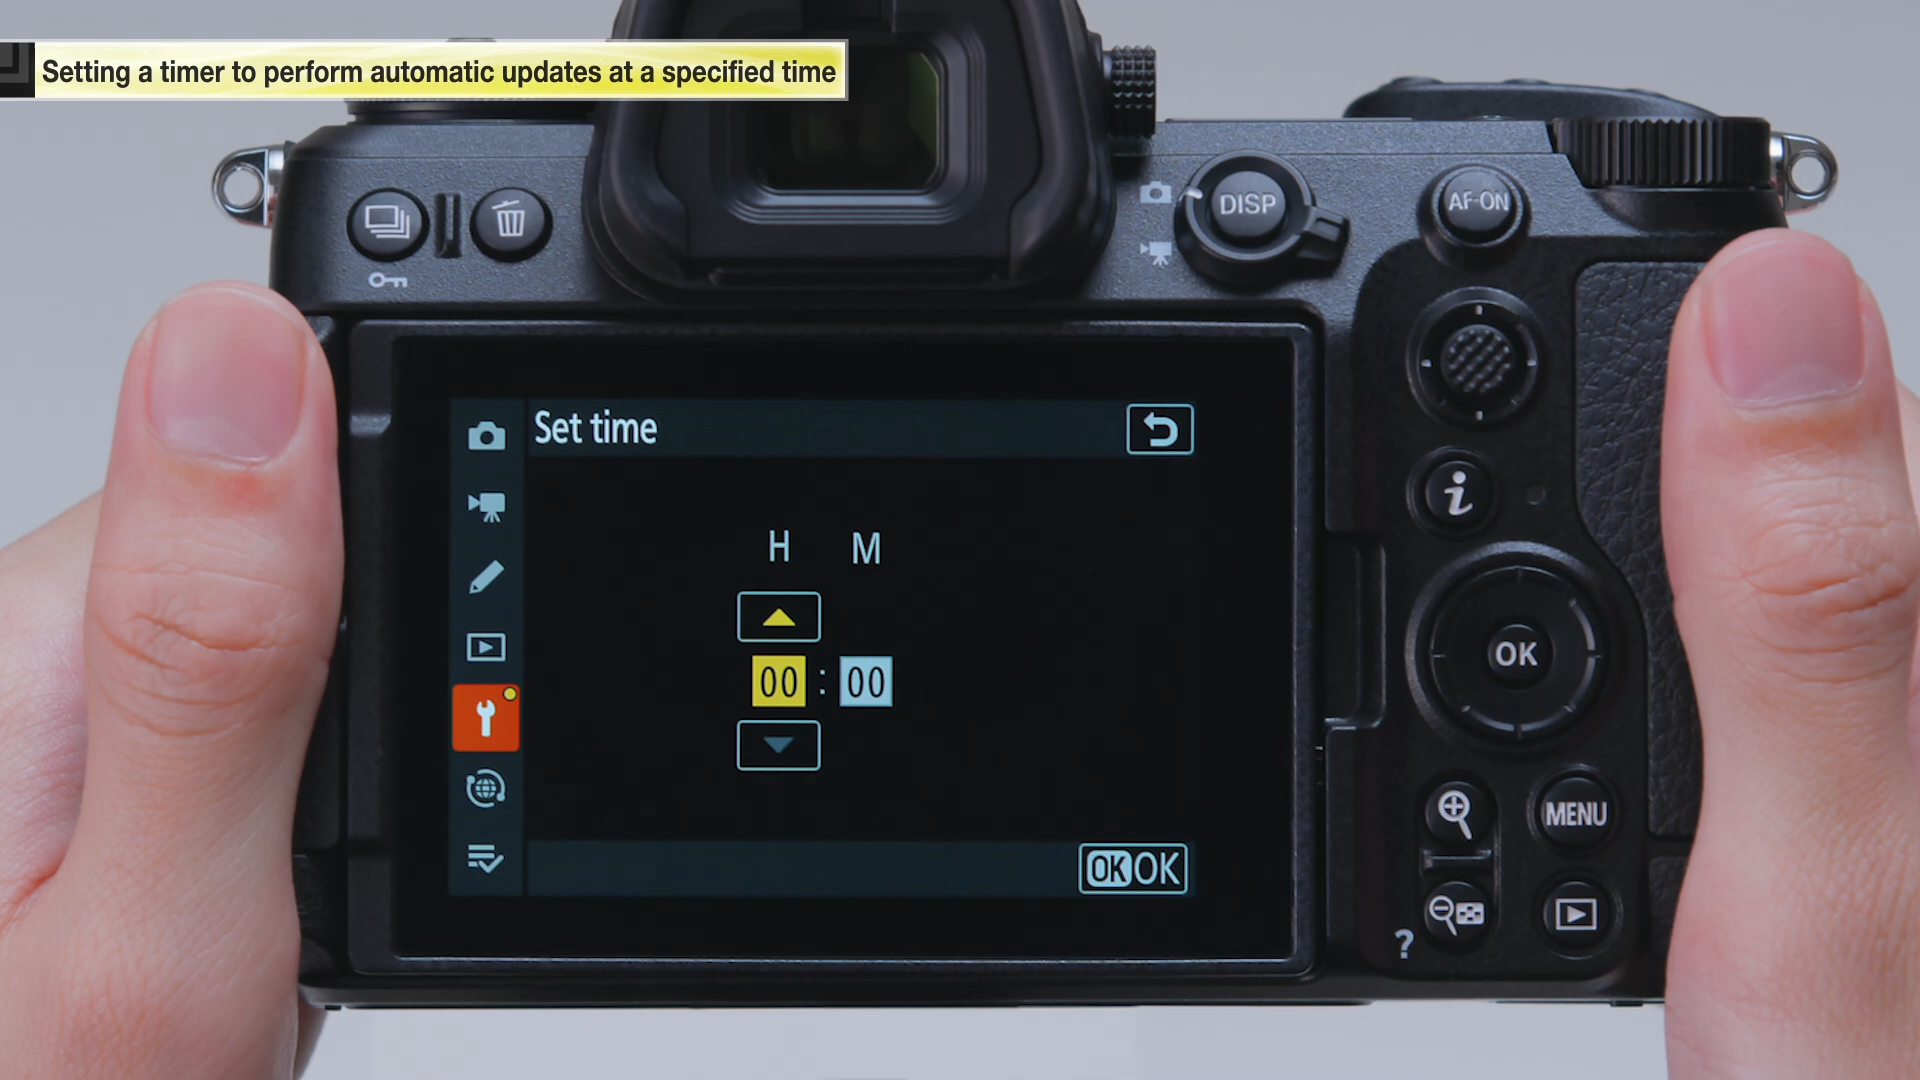 Setting a timer to perform automatic updates at a specified time
DISP
AF-ON
Set time
i
H M
00 : 00
OK
MENU
OK OK
?